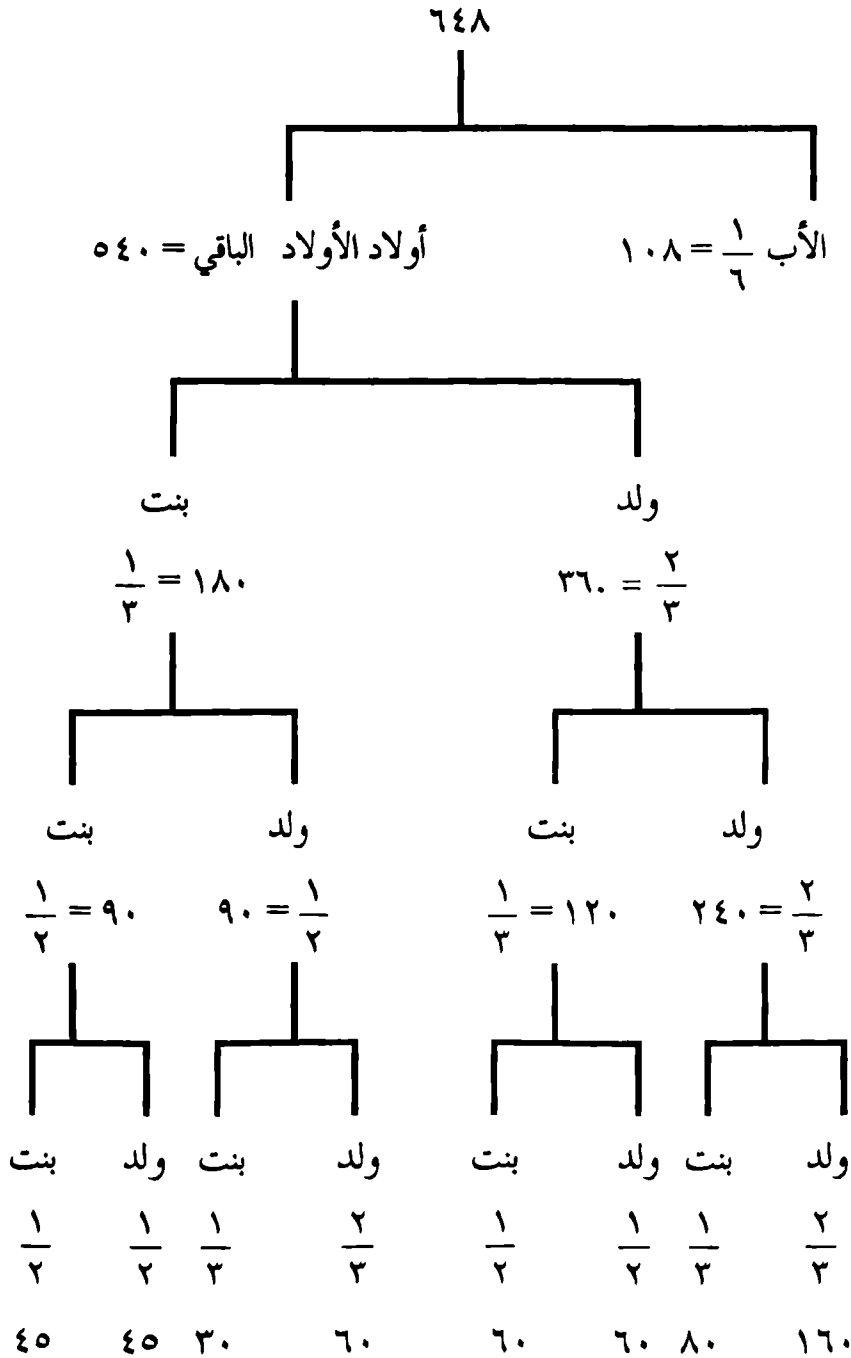 ٦٤٨
الأب ١/٦ = ١٠٨ أولاد الأولاد الباقي = ٥٤٠
ولد بنت
٢/٣ = ٣٦٠ ١٨٠ = ١/٣
ولد بنت ولد بنت
٢/٣ = ٢٤٠ ١٢٠ = ١/٣ ١/٢ = ٩٠ ٩٠ = ١/٢
ولد بنت ولد بنت ولد بنت ولد بنت
٢/٣ ١/٣ ١/٢ ١/٢ ٢/٣ ١/٣ ١/٢ ١/٢
١٦٠ ٨٠ ٦٠ ٦٠ ٦٠ ٣٠ ٤٥ ٤٥